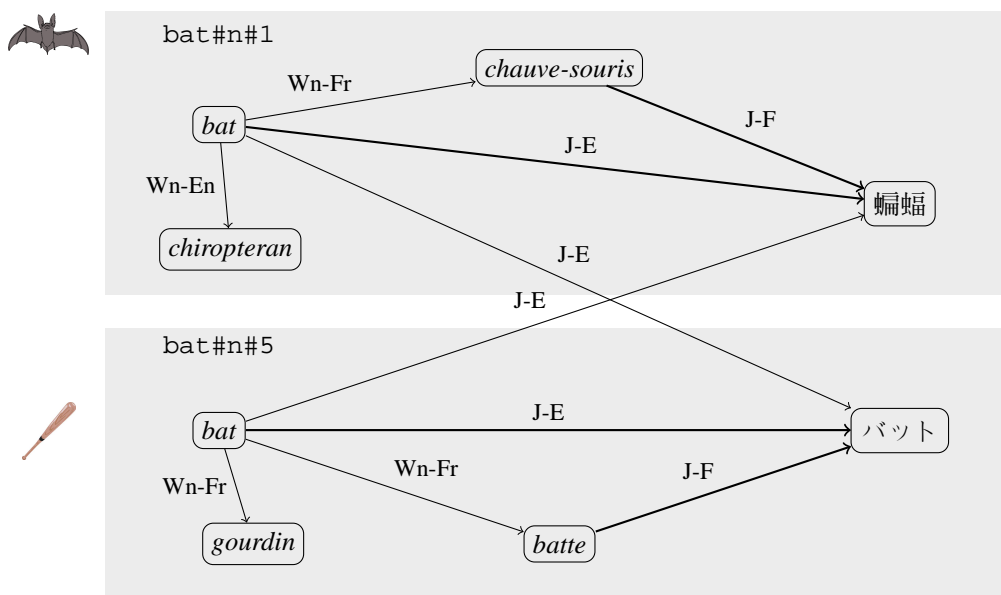 bat#n#1
chauve-souris
Wn-Fr
bat
J-F
J-E
Wn-En
蝙蝠
chiropteran
J-E
J-E
bat#n#5
J-E
bat
バット
Wn-Fr
J-F
Wn-Fr
gourdin
batte